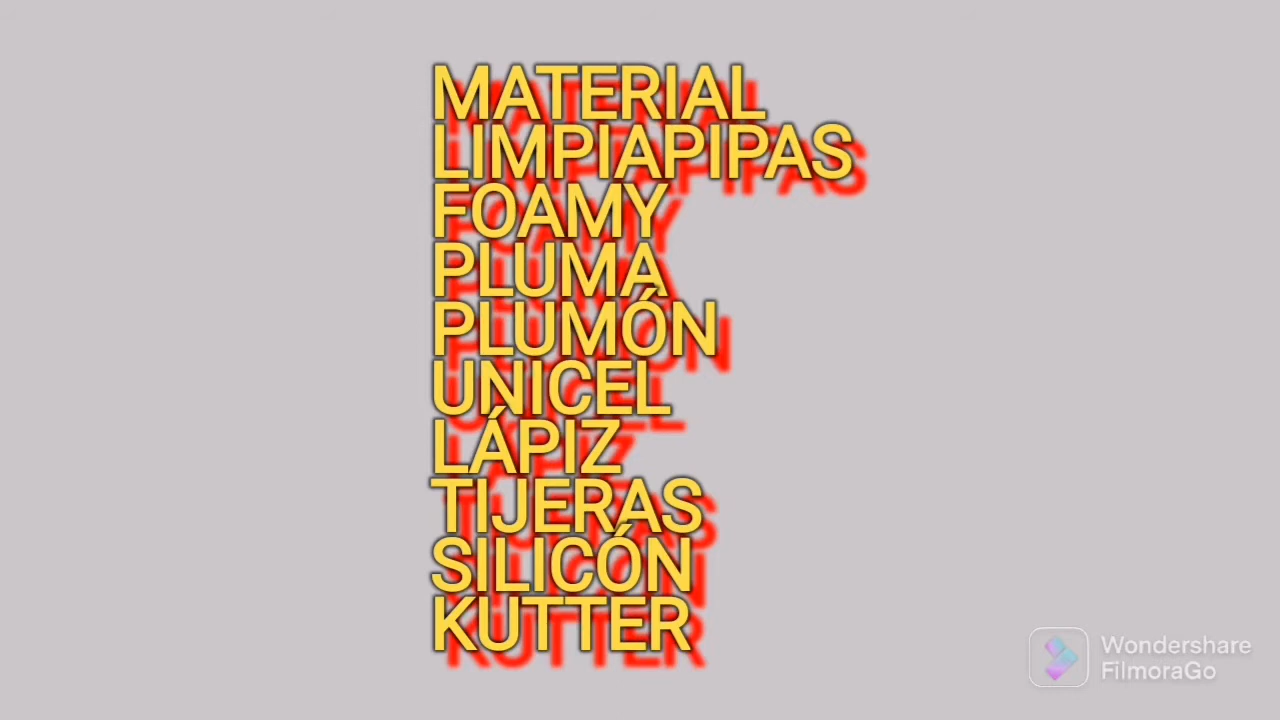 MATERIAL
LIMPIAPIPAS
FOAMY
PLUMA
PLUMÓN
UNICEL
LÁPIZ
TIJERAS
SILICÓN
KUTTER
Wondershare
FilmoraGo